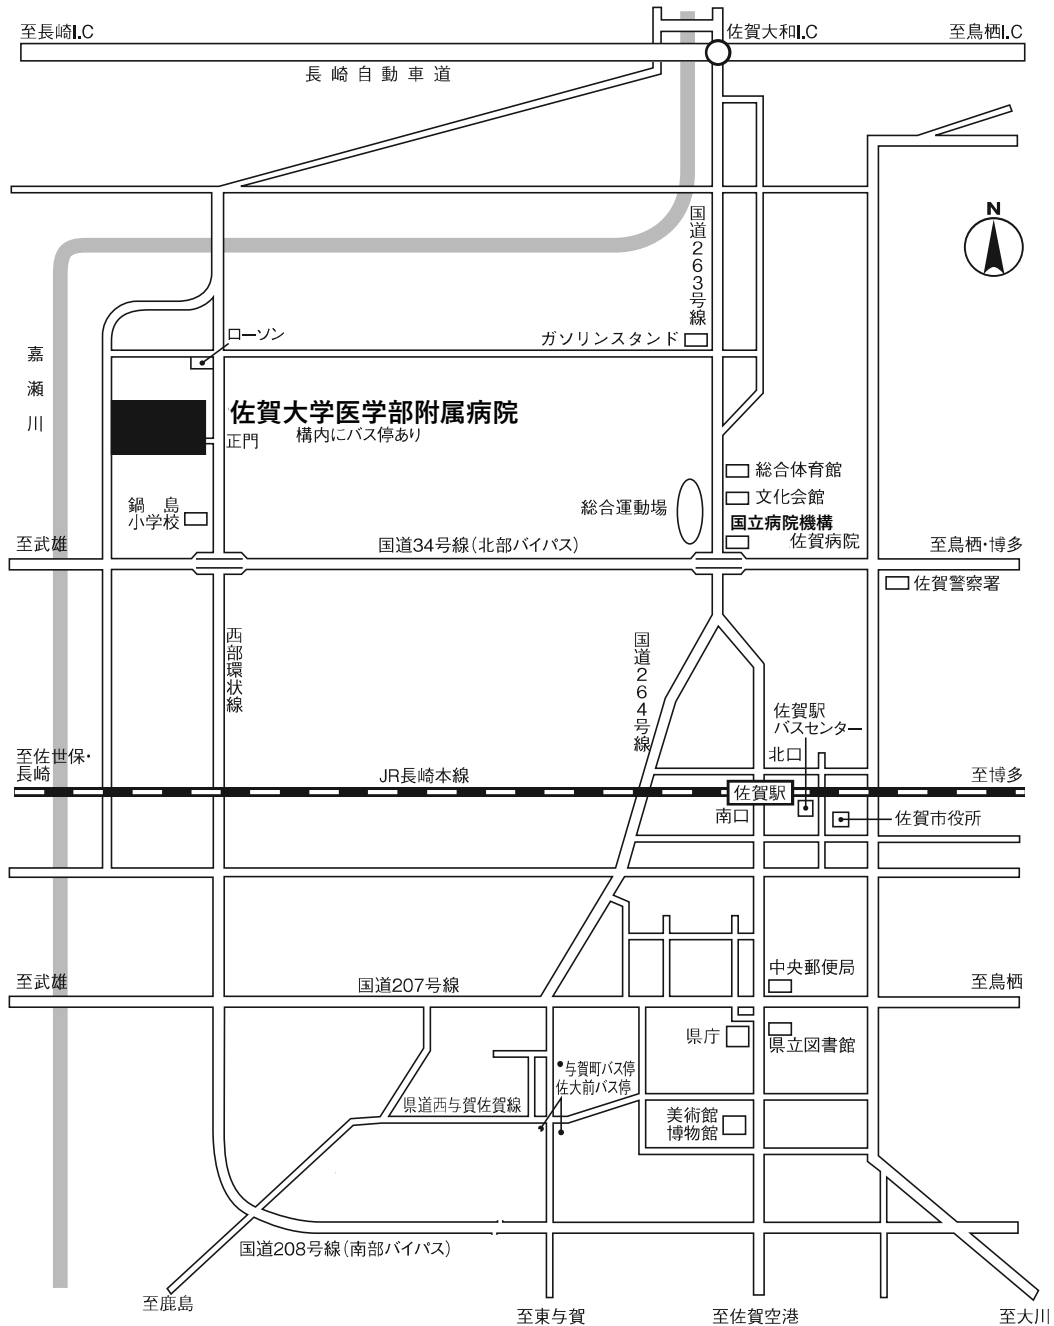 至長崎I.C
佐賀大和I.C
至鳥栖I.C
長崎自動車道
N
国道263号線
ローソン
ガソリンスタンド
嘉瀬川
佐賀大学医学部附属病院
正門
構内にバス停あり
総合体育館
文化会館
総合運動場
国立病院機構
佐賀病院
鍋島
小学校
至武雄
国道34号線(北部バイパス)
至鳥栖・博多
佐賀警察署
西部環状線
国道264号線
佐賀駅
バスセンター
北口
至佐世保・
長崎
JR長崎本線
至博多
佐賀駅
南口
佐賀市役所
至武雄
国道207号線
中央郵便局
至鳥栖
県庁
県立図書館
与賀町バス停
佐大前バス停
県道西与賀佐賀線
美術館
博物館
国道208号線(南部バイパス)
至鹿島
至東与賀
至佐賀空港
至大川